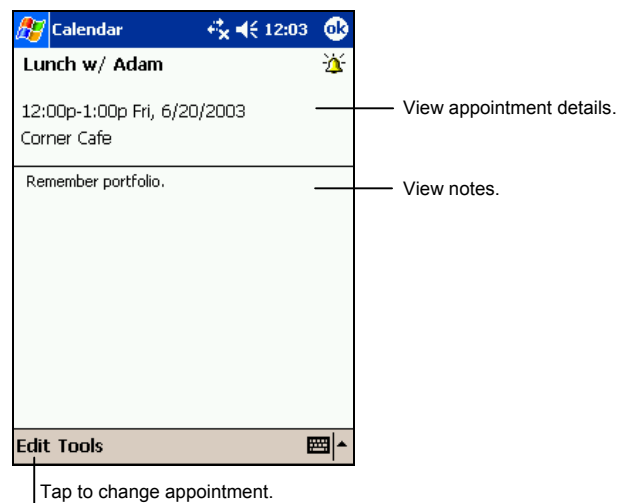 Calendar 12:03 ok
Lunch w/ Adam
12:00p-1:00p Fri, 6/20/2003
View appointment details.
Corner Cafe
Remember portfolio.
View notes.
Edit Tools
Tap to change appointment.